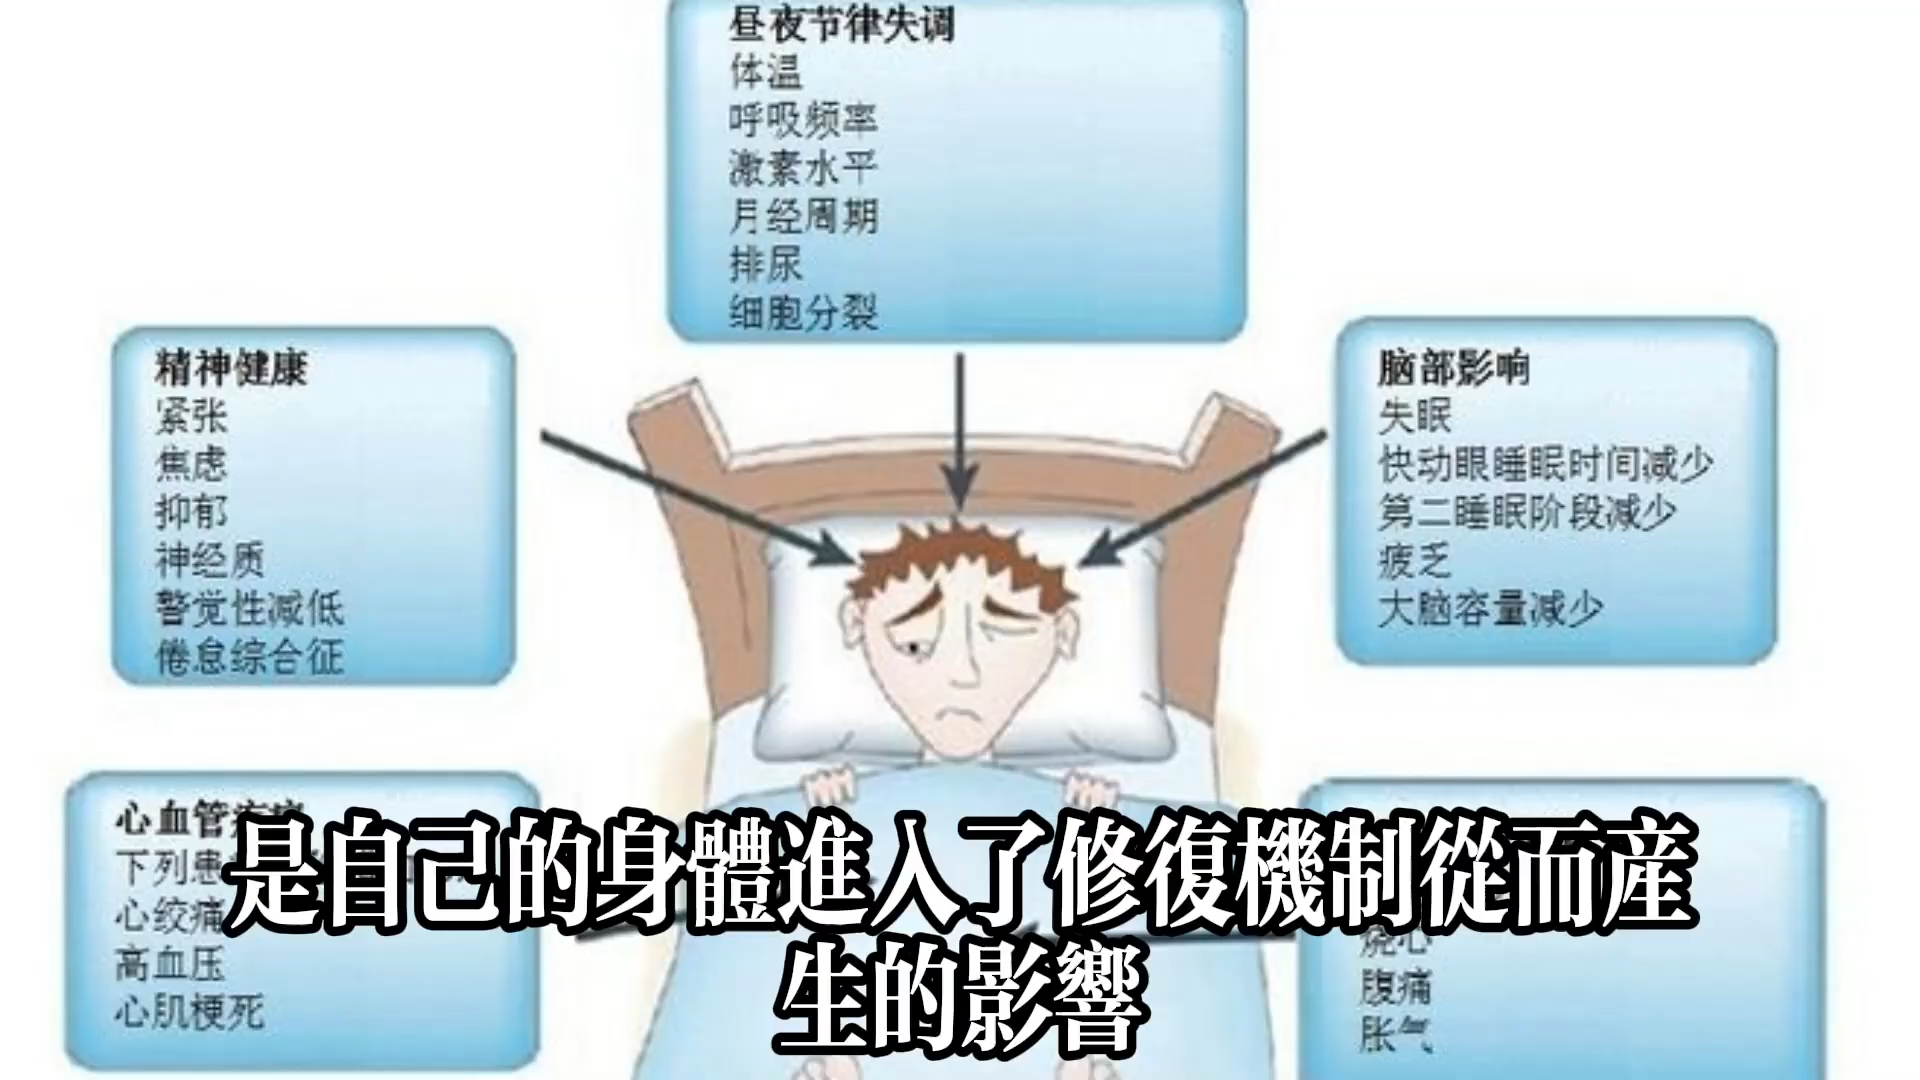 昼夜节律失调
体温
呼吸频率
激素水平
月经周期
排尿
细胞分裂
精神健康
紧张
焦虑
抑郁
神经质
警觉性减低
倦怠综合征
脑部影响
失眠
快动眼睡眠时间减少
第二睡眠阶段减少
疲乏
大脑容量减少
心血管
下列患
心绞痛
高血压
心肌梗死
烧心
腹痛
胀气
是自己的身體進入了修復機制從而産
生的影響